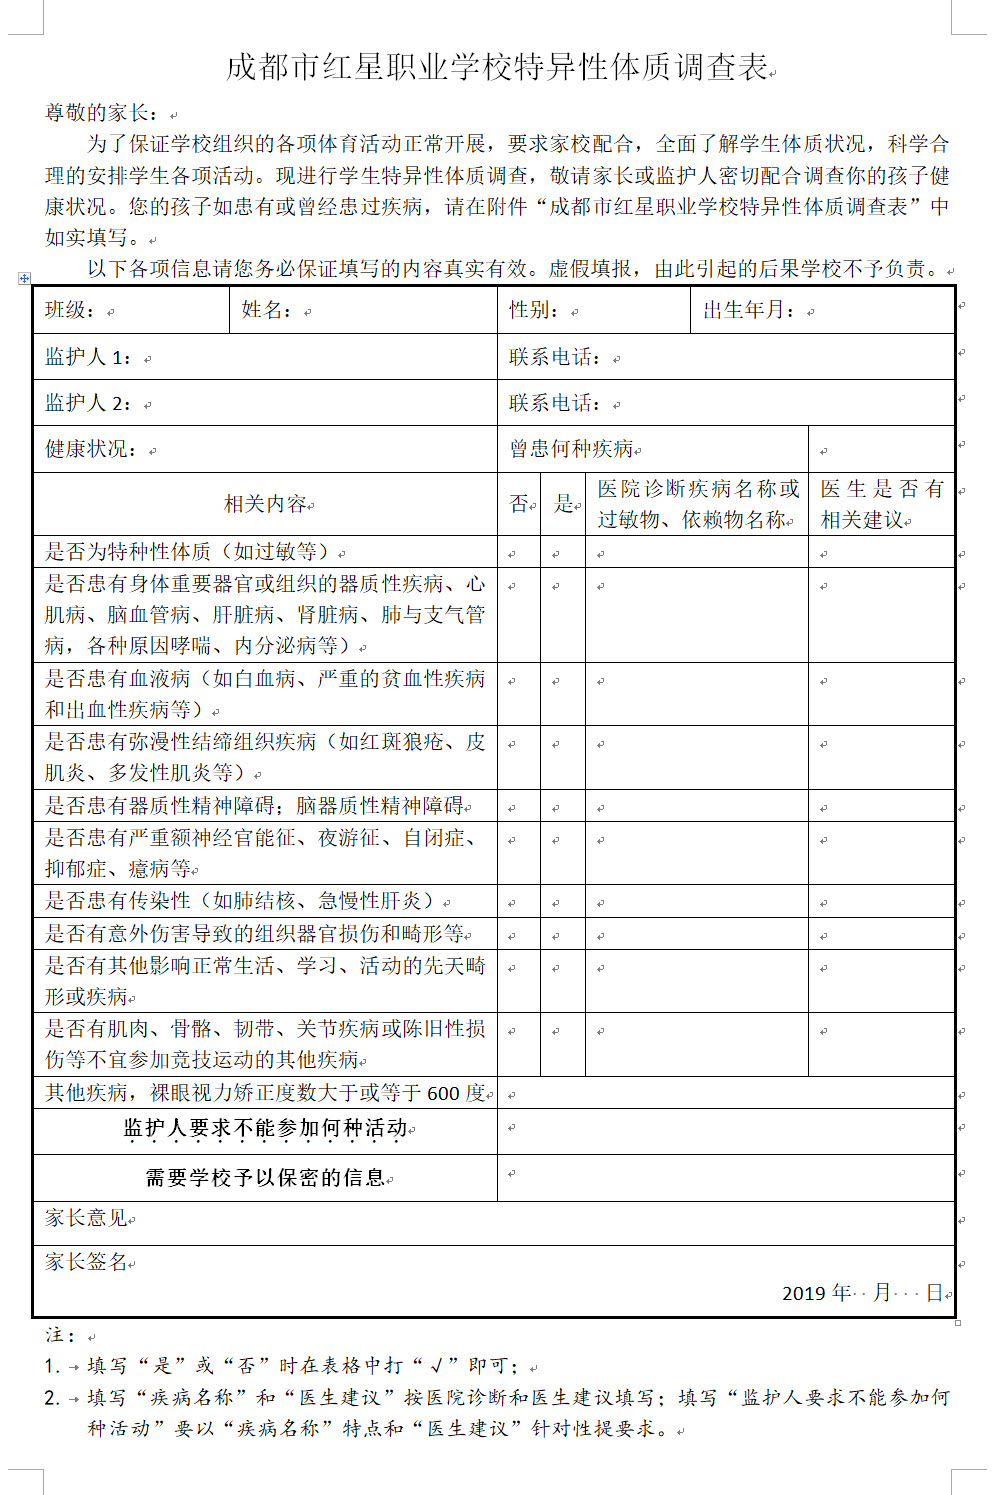 成都市红星职业学校特异性体质调查表
尊敬的家长：
为了保证学校组织的各项体育活动正常开展，要求家校配合，全面了解学生体质状况，科学合
理的安排学生各项活动。现进行学生特异性体质调查，敬请家长或监护人密切配合调查你的孩子健
康状况。您的孩子如患有或曾经患过疾病，请在附件“成都市红星职业学校特异性体质调查表”中
如实填写。
以下各项信息请您务必保证填写的内容真实有效。虚假填报，由此引起的后果学校不予负责。
班级： 姓名： 性别： 出生年月：
监护人 1： 联系电话：
监护人 2： 联系电话：
健康状况： 曾患何种疾病
相关内容 否 是 医院诊断疾病名称或 医生是否有
过敏物、依赖物名称 相关建议
是否为特种性体质（如过敏等）
是否患有身体重要器官或组织的器质性疾病、心
肌病、脑血管病、肝脏病、肾脏病、肺与支气管
病，各种原因哮喘、内分泌病等）
是否患有血液病（如白血病、严重的贫血性疾病
和出血性疾病等）
是否患有弥漫性结缔组织疾病（如红斑狼疮、皮
肌炎、多发性肌炎等）
是否患有器质性精神障碍；脑器质性精神障碍
是否患有严重额神经官能征、夜游征、自闭症、
抑郁症、癔病等
是否患有传染性（如肺结核、急慢性肝炎）
是否有意外伤害导致的组织器官损伤和畸形等
是否有其他影响正常生活、学习、活动的先天畸
形或疾病
是否有肌肉、骨骼、韧带、关节疾病或陈旧性损
伤等不宜参加竞技运动的其他疾病
其他疾病，裸眼视力矫正度数大于或等于 600 度
监护人要求不能参加何种活动
需要学校予以保密的信息
家长意见
家长签名
2019 年 月 日
注：
1. 填写“是”或“否”时在表格中打“√”即可；
2. 填写“疾病名称”和“医生建议”按医院诊断和医生建议填写；填写“监护人要求不能参加何
种活动”要以“疾病名称”特点和“医生建议”针对性提要求。